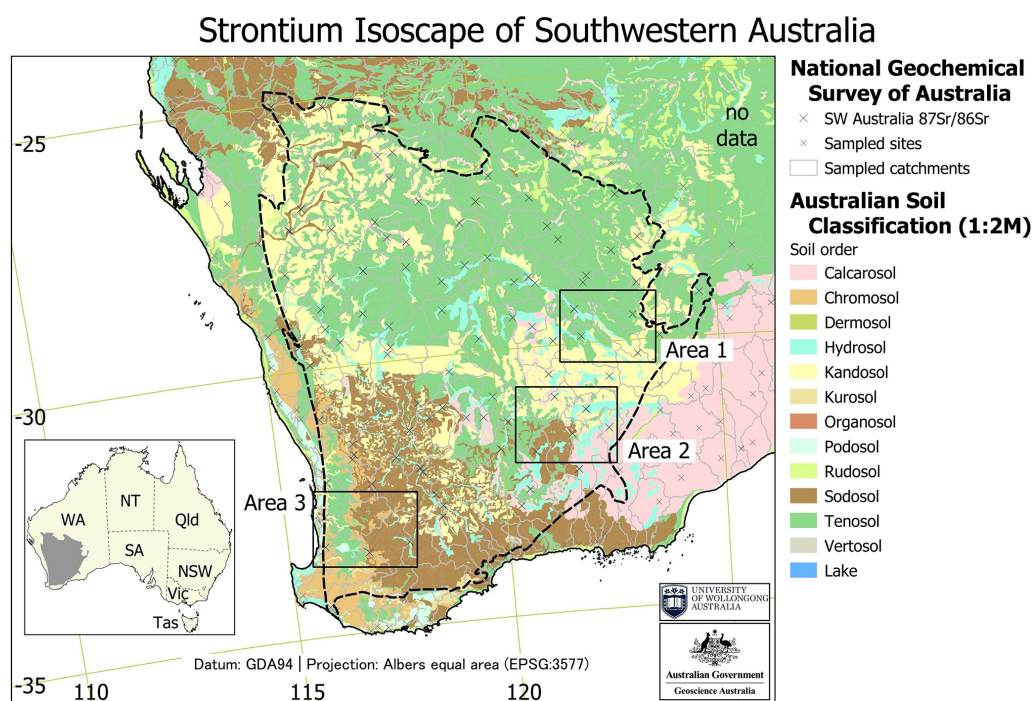 Strontium Isoscape of Southwestern Australia
National Geochemical
Survey of Australia
SW Australia 87Sr/86Sr
Sampled sites
Sampled catchments
Australian Soil
Classification (1:2M)
Soil order
Calcarosol
Chromosol
Dermosol
Hydrosol
Kandosol
Kurosol
Organosol
Podosol
Rudosol
Sodosol
Tenosol
Vertosol
Lake
no
data
-25
-30
-35
Area 1
Area 2
Area 3
NT
WA
Qld
SA
NSW
Vic
Tas
UNIVERSITY
OF WOLLONGONG
AUSTRALIA
Australian Government
Geoscience Australia
Datum: GDA94 | Projection: Albers equal area (EPSG:3577)
110
115
120